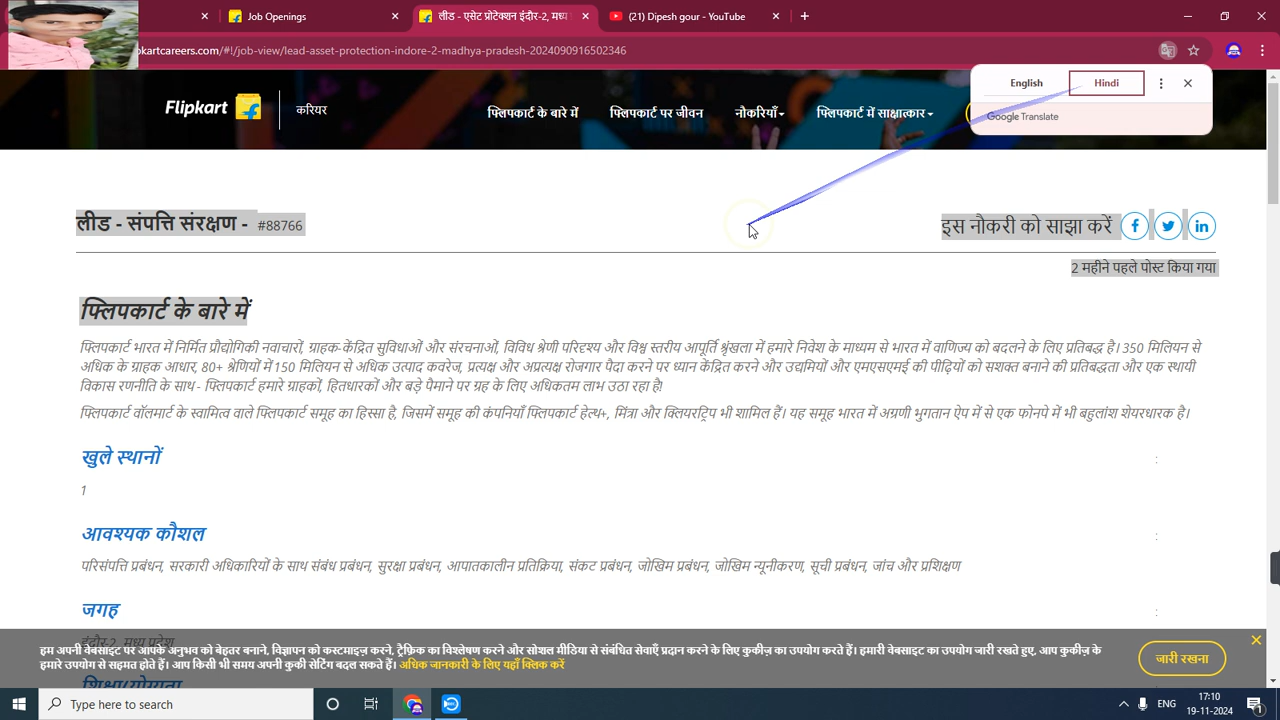 Job Openings
लीड - एसेट प्रोटेक्शन इंदौर-2, मध्य
(21) Dipesh gour - YouTube
pkartcareers.com/#!/job-view/lead-asset-protection-indore-2-madhya-pradesh-2024090916502346
English
Hindi
Google Translate
Flipkart
करियर
फ्लिपकार्ट के बारे में
फ्लिपकार्ट पर जीवन
नौकरियाँ
फ्लिपकार्ट में साक्षात्कार
लीड - संपत्ति संरक्षण - #88766
इस नौकरी को साझा करें
2 महीने पहले पोस्ट किया गया
फ्लिपकार्ट के बारे में
फ्लिपकार्ट भारत में निर्मित प्रौद्योगिकी नवाचारों, ग्राहक-केंद्रित सुविधाओं और संरचनाओं, विविध श्रेणी परिदृश्य और विश्व स्तरीय आपूर्ति श्रृंखला में हमारे निवेश के माध्यम से भारत में वाणिज्य को बदलने के लिए प्रतिबद्ध है। 350 मिलियन से
अधिक के ग्राहक आधार, 80+ श्रेणियों में 150 मिलियन से अधिक उत्पाद कवरेज, प्रत्यक्ष और अप्रत्यक्ष रोजगार पैदा करने पर ध्यान केंद्रित करने और उद्यमियों और एमएसएमई की पीढ़ियों को सशक्त बनाने की प्रतिबद्धता और एक स्थायी
विकास रणनीति के साथ - फ्लिपकार्ट हमारे ग्राहकों, हितधारकों और बड़े पैमाने पर ग्रह के लिए अधिकतम लाभ उठा रहा है!
फ्लिपकार्ट वॉलमार्ट के स्वामित्व वाले फ्लिपकार्ट समूह का हिस्सा है, जिसमें समूह की कंपनियाँ फ्लिपकार्ट हेल्थ+, मिंत्रा और क्लियरट्रिप भी शामिल हैं। यह समूह भारत में अग्रणी भुगतान ऐप में से एक फोनपे में भी बहुलांश शेयरधारक है।
खुले स्थानों :
1
आवश्यक कौशल :
परिसंपत्ति प्रबंधन, सरकारी अधिकारियों के साथ संबंध प्रबंधन, सुरक्षा प्रबंधन, आपातकालीन प्रतिक्रिया, संकट प्रबंधन, जोखिम प्रबंधन, जोखिम न्यूनीकरण, सूची प्रबंधन, जांच और प्रशिक्षण
जगह :
इंदौर-2, मध्य प्रदेश
हम अपनी वेबसाइट पर आपके अनुभव को बेहतर बनाने, विज्ञापन को कस्टमाइज़ करने, ट्रैफ़िक का विश्लेषण करने और सोशल मीडिया से संबंधित सेवाएँ प्रदान करने के लिए कुकीज़ का उपयोग करते हैं। हमारी वेबसाइट का उपयोग जारी रखते हुए, आप कुकीज़ के
हमारे उपयोग से सहमत होते हैं। आप किसी भी समय अपनी कुकी सेटिंग बदल सकते हैं। अधिक जानकारी के लिए यहाँ क्लिक करें
जारी रखना
शिक्षा/योग्यता
Type here to search
ENG
17:10
19-11-2024